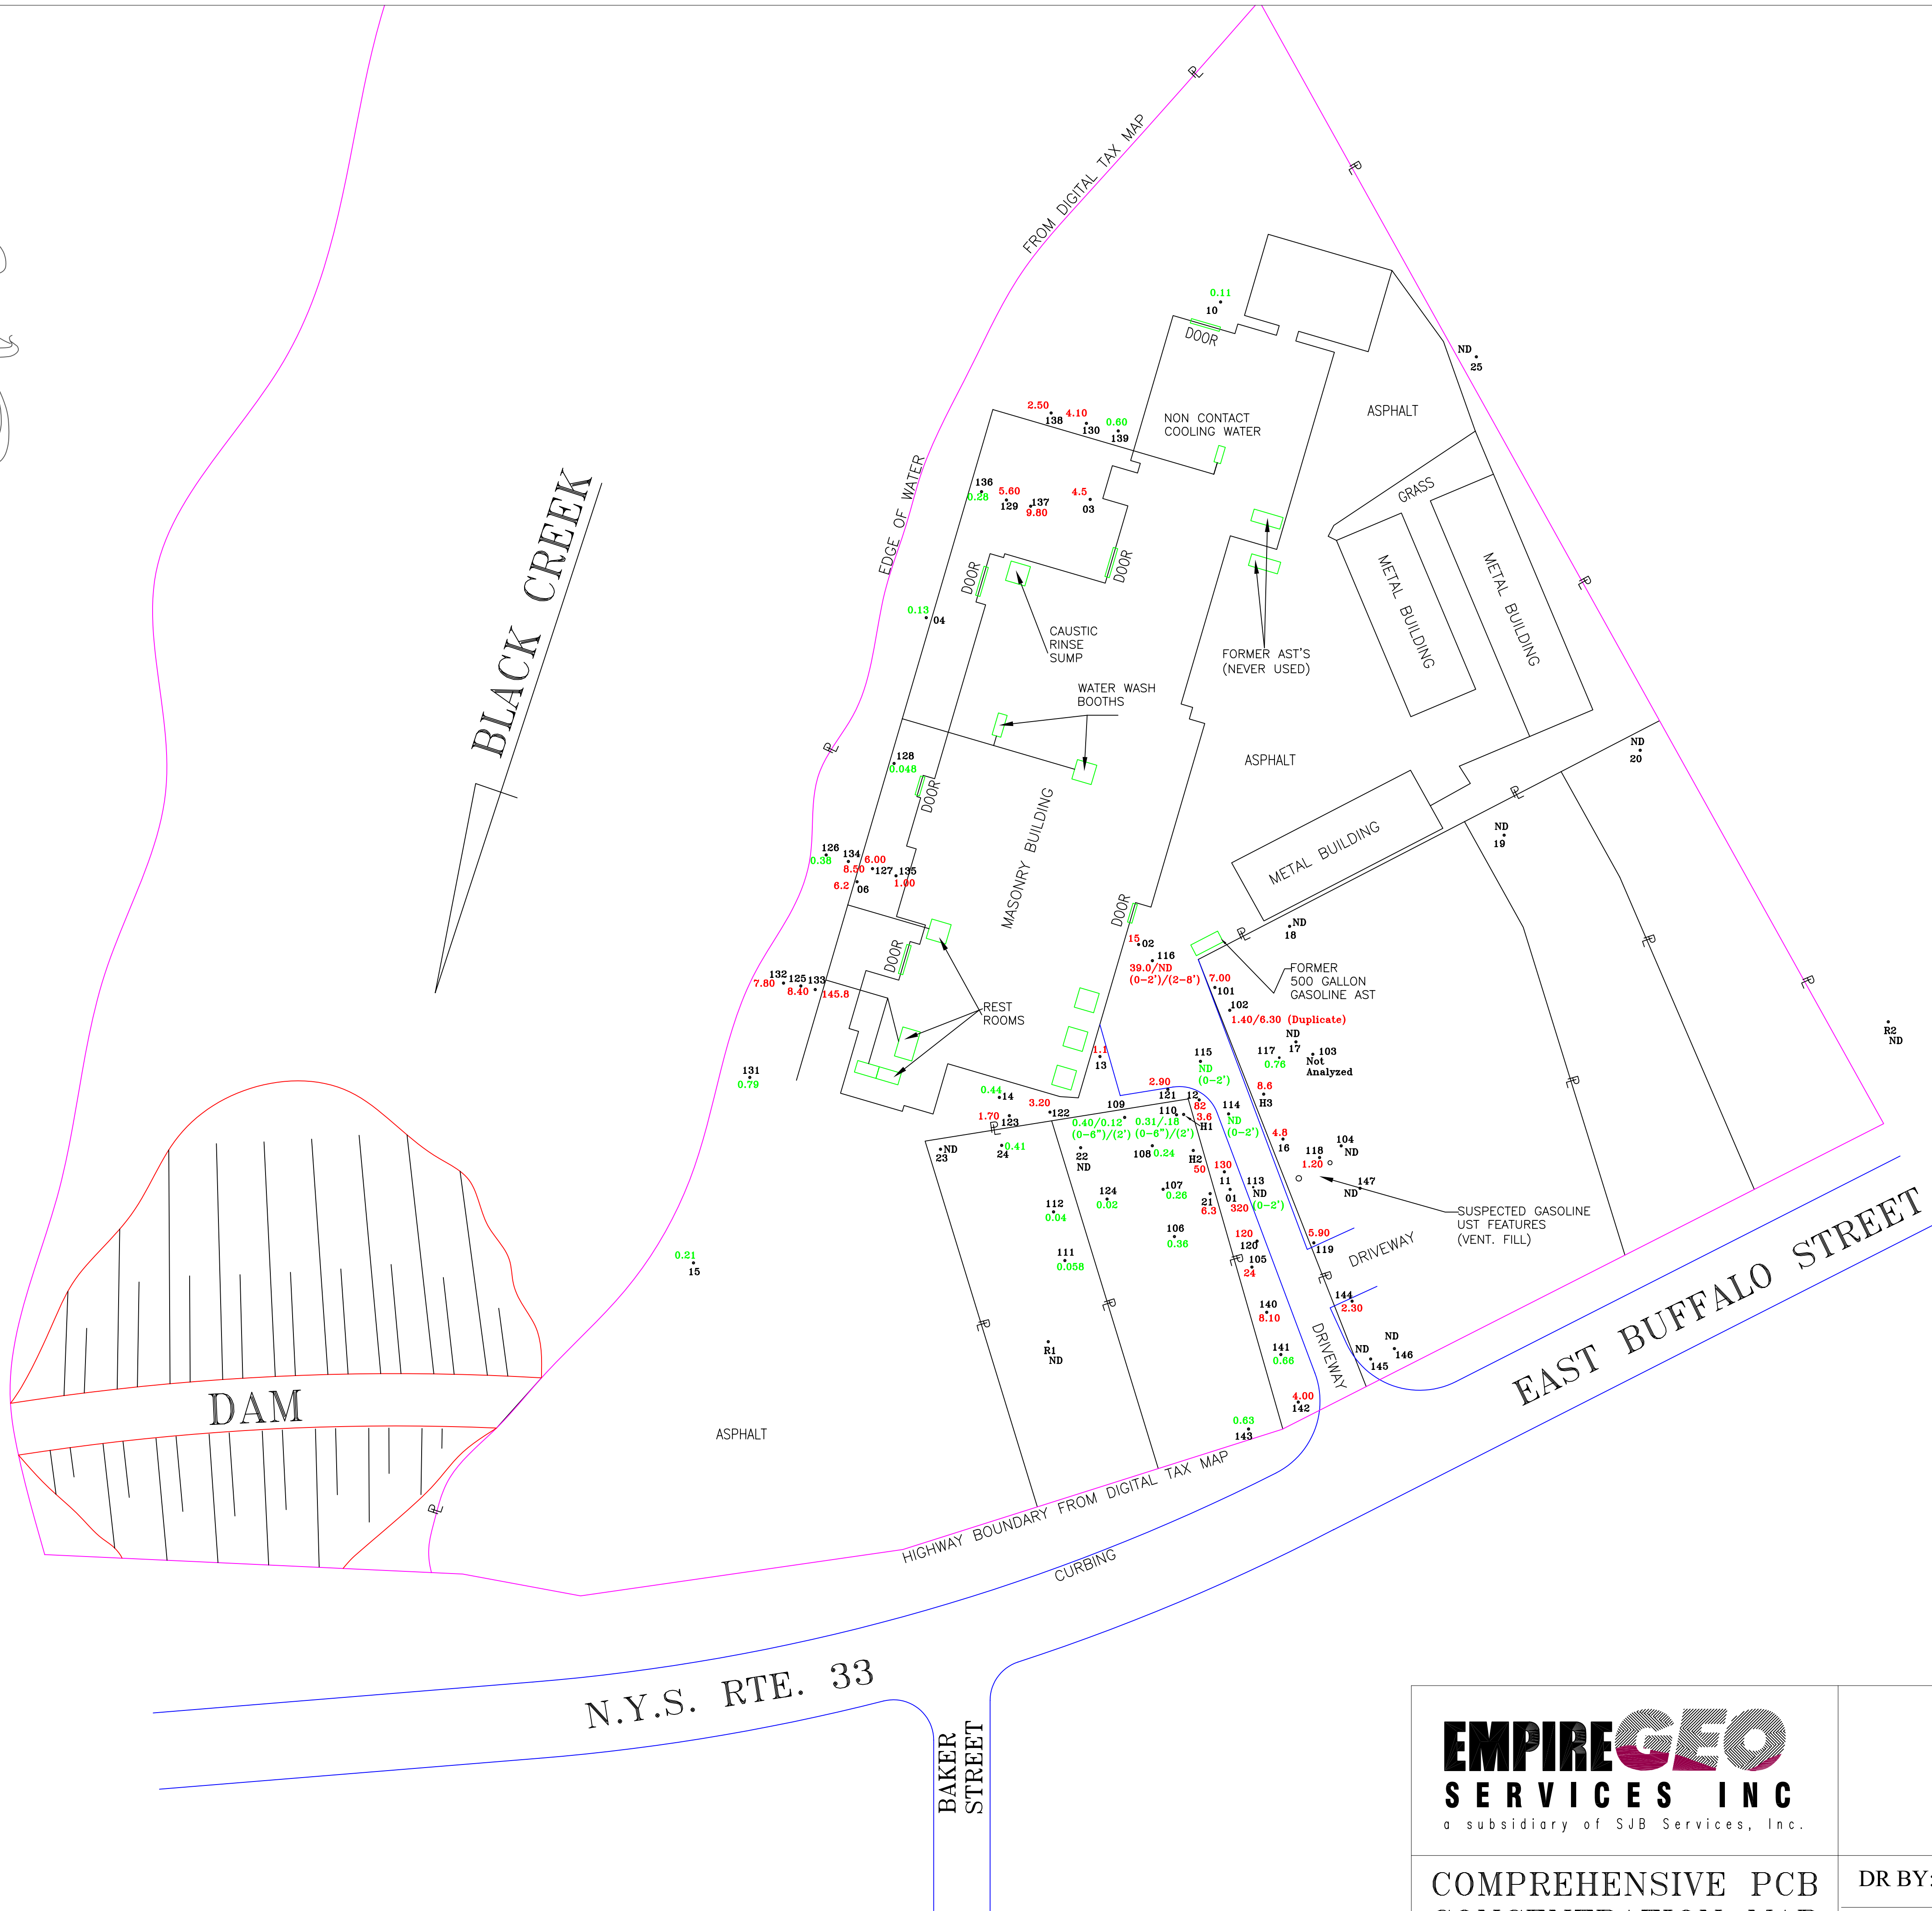 FROM DIGITAL TAX MAP
EDGE OF WATER
BLACK CREEK
0.11
10
DOOR
ND
25
ASPHALT
2.50
138
4.10
130
0.60
139
NON CONTACT
COOLING WATER
136
0.28
5.60
129
137
9.80
4.5
03
GRASS
METAL BUILDING
METAL BUILDING
DOOR
DOOR
CAUSTIC
RINSE
SUMP
0.13
04
FORMER AST'S
(NEVER USED)
WATER WASH
BOOTHS
128
0.048
DOOR
MASONRY BUILDING
ASPHALT
ND
20
ND
19
METAL BUILDING
126
0.38
134
8.50
6.00
127
135
1.00
6.2
06
DOOR
DOOR
15
02
116
39.0/ND
(0-2')/(2-8')
ND
18
FORMER
500 GALLON
GASOLINE AST
7.00
101
102
1.40/6.30 (Duplicate)
132
7.80
125
8.40
133
145.8
REST
ROOMS
R2
ND
ND
17
103
Not
Analyzed
117
0.76
115
ND
(0-2')
1.1
13
131
0.79
0.44
14
1.70
123
3.20
122
109
0.40/0.12
(0-6")/(2')
2.90
121
110
0.31/.18
(0-6")/(2')
12
82
3.6
H1
114
ND
(0-2')
8.6
H3
4.8
16
118
1.20
104
ND
ND
23
0.41
24
22
ND
108
0.24
H2
50
130
11
01
320
113
ND
(0-2')
147
ND
SUSPECTED GASOLINE
UST FEATURES
(VENT. FILL)
112
0.04
124
0.02
107
0.26
21
6.3
106
0.36
120
120
105
24
5.90
119
DRIVEWAY
111
0.058
0.21
15
140
8.10
144
2.30
DRIVEWAY
R1
ND
141
0.66
ND
145
ND
146
4.00
142
0.63
143
DAM
ASPHALT
HIGHWAY BOUNDARY FROM DIGITAL TAX MAP
CURBING
EAST BUFFALO STREET
N.Y.S. RTE. 33
BAKER
STREET
EMPIRE GEO
SERVICES INC
a subsidiary of SJB Services, Inc.
COMPREHENSIVE PCB
DR BY:
CONCENTRATION MAP